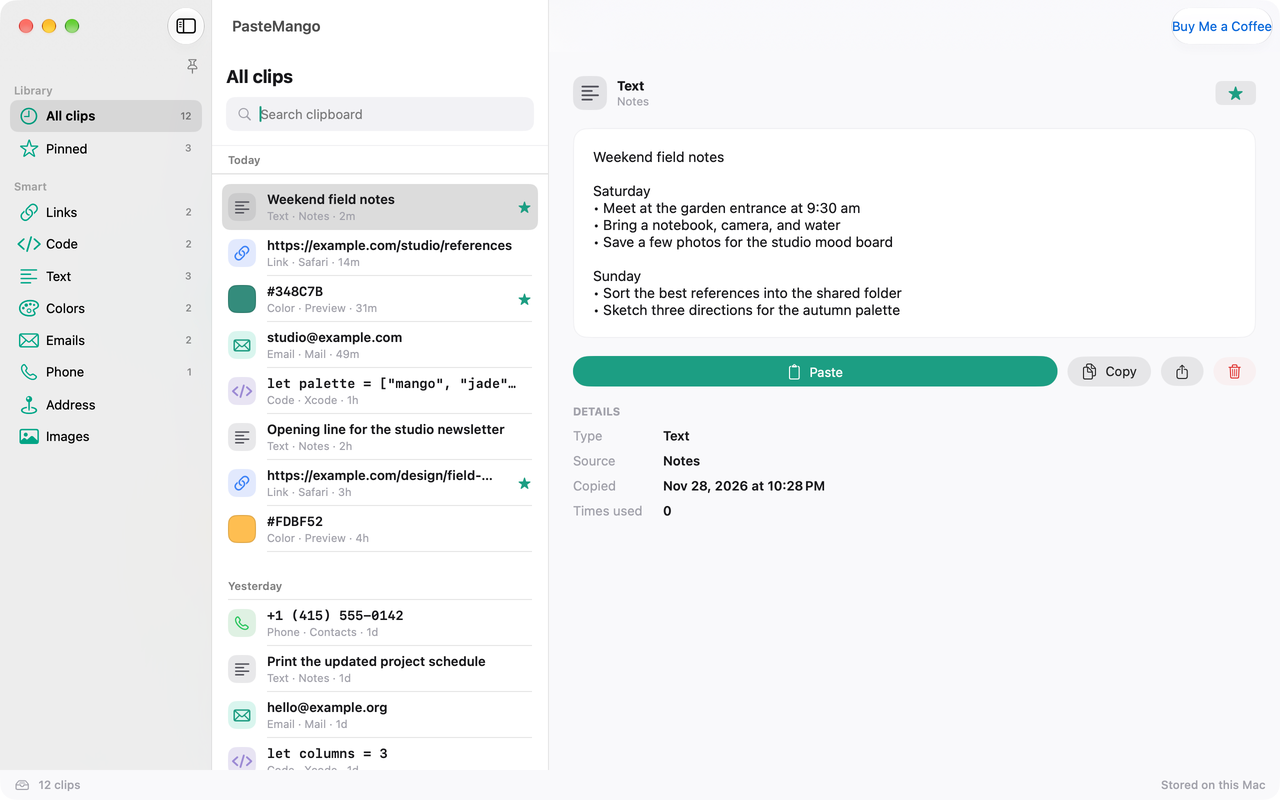 PasteMango
Buy Me a Coffee
Library
All clips 12
Pinned 3
Smart
Links 2
Code 2
Text 3
Colors 2
Emails 2
Phone 1
Address
Images
All clips
Search clipboard
Today
Weekend field notes
Text · Notes · 2m
https://example.com/studio/references
Link · Safari · 14m
#348C7B
Color · Preview · 31m
studio@example.com
Email · Mail · 49m
let palette = ["mango", "jade"…
Code · Xcode · 1h
Opening line for the studio newsletter
Text · Notes · 2h
https://example.com/design/field-...
Link · Safari · 3h
#FDBF52
Color · Preview · 4h
Yesterday
+1 (415) 555-0142
Phone · Contacts · 1d
Print the updated project schedule
Text · Notes · 1d
hello@example.org
Email · Mail · 1d
let columns = 3
Code · Xcode · 1d
Text
Notes
Weekend field notes
Saturday
• Meet at the garden entrance at 9:30 am
• Bring a notebook, camera, and water
• Save a few photos for the studio mood board
Sunday
• Sort the best references into the shared folder
• Sketch three directions for the autumn palette
Paste
Copy
DETAILS
Type Text
Source Notes
Copied Nov 28, 2026 at 10:28 PM
Times used 0
12 clips
Stored on this Mac